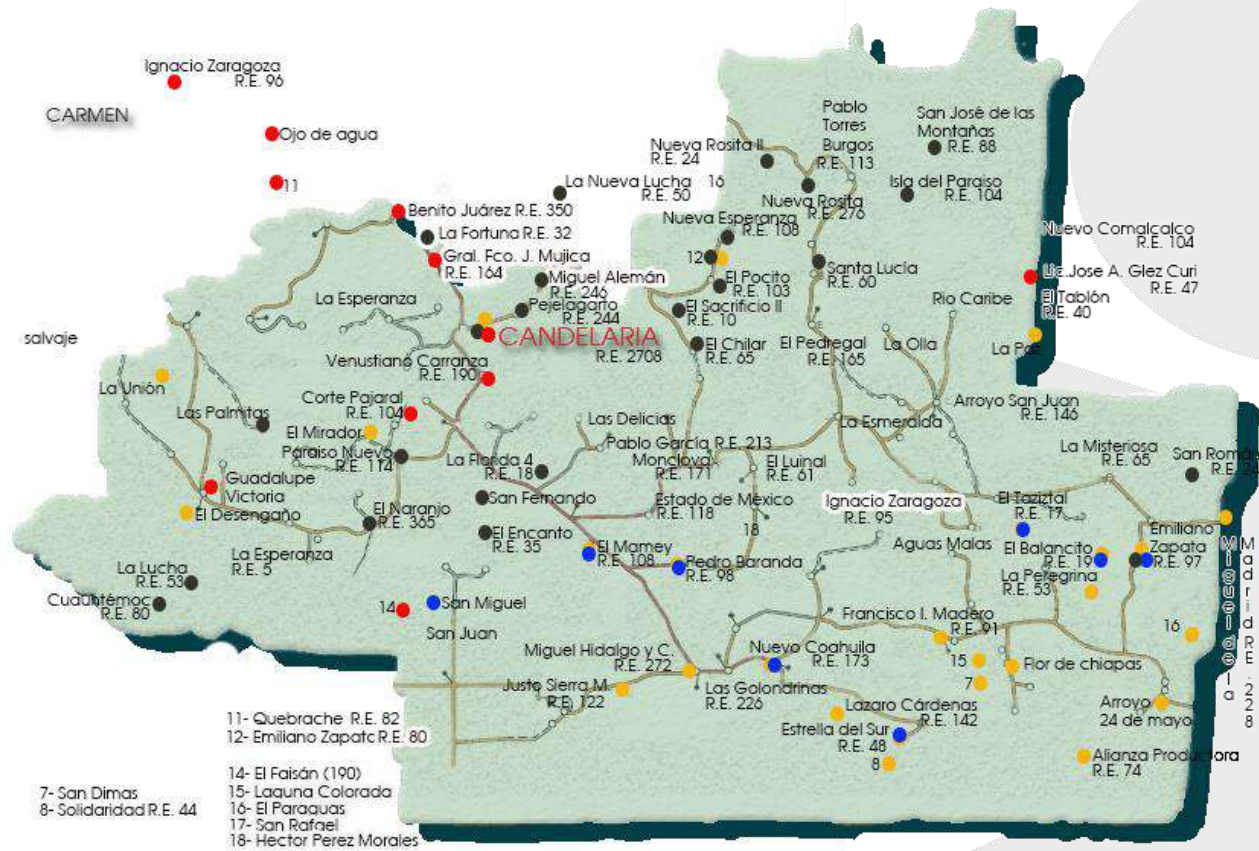 Ignacio Zaragoza
R.E. 96
CARMEN
Ojo de agua
11
Pablo
Torres
Burgos
R.E. 113
San José de las
Montañas
R.E. 88
Nueva Rosita II
R.E. 24
La Nueva Lucha 16
R.E. 50
Isla del Paraiso
R.E. 104
Nueva Rosita
R.E. 276
Benito Juárez R.E. 350
Nueva Esperanza
R.E. 108
La Fortuna R.E. 32
Nuevo Comalcalco
R.E. 104
Gral. Fco. J. Mujica
R.E. 164
12
Santa Lucía
R.E. 60
Lic.Jose A. Glez Curi
R.E. 47
Miguel Alemán
R.E. 246
El Pocito
R.E. 103
La Esperanza
Pejelagarto
R.E. 244
El Sacrificio II
R.E. 10
Rio Caribe
El Tablón
R.E. 40
salvaje
CANDELARIA
R.E. 2708
El Chilar
R.E. 65
El Pedregal
R.E. 165
La Olla
La Paz
Venustiano Carranza
R.E. 190
La Unión
Corte Pajaral
R.E. 104
Las Palmitas
Las Delicias
La Esmeralda
Arroyo San Juan
R.E. 146
El Mirador
Paraiso Nuevo
R.E. 114
Pablo García R.E. 213
Monclova
R.E. 171
La Misteriosa
R.E. 65
San Romá
La Florida 4
R.E. 18
El Luinal
R.E. 61
Guadalupe
Victoria
El Desengaño
San Fernando
Estado de México
R.E. 118
Ignacio Zaragoza
R.E. 95
El Taziztal
R.E. 17
El Naranjo
R.E. 365
18
Emiliano
Zapata
R.E. 97
El Encanto
R.E. 35
Aguas Malas
La Esperanza
R.E. 5
El Mamey
R.E. 108
Pedro Baranda
R.E. 98
El Balancito
R.E. 19
La Lucha
R.E. 53
La Peregrina
R.E. 53
Miguel de la
Madrid R.E. 228
Cuauhtémoc
R.E. 80
14
San Miguel
San Juan
Francisco I. Madero
R.E. 91
16
Miguel Hidalgo y C.
R.E. 272
Nuevo Coahuila
R.E. 173
15
Flor de chiapas
7
Justo Sierra M.
R.E. 122
Las Golondrinas
R.E. 226
Lazaro Cárdenas
R.E. 142
Arroyo
24 de mayo
Estrella del Sur
R.E. 48
8
Alianza Productora
R.E. 74
11- Quebrache R.E. 82
12- Emiliano Zapatc R.E. 80
14- El Faisán (190)
15- Laguna Colorada
16- El Paraguas
17- San Rafael
18- Hector Perez Morales
7- San Dimas
8- Solidaridad R.E. 44